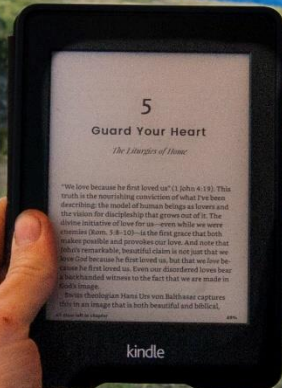 5
Guard Your Heart
The Liturgies of Home
"We love because he first loved us" (1 John 4:19). This
truth is the nourishing conviction of what I've been
describing: the model of human beings as lovers and
the vision for discipleship that grows out of it. The
divine initiative of love for us—even while we were
enemies (Rom. 5:8–10)—is the first grace that both
makes possible and provokes our love. And note that
John's remarkable, beautiful claim is not just that we
love God because he first loved us, but that we love be-
cause he first loved us. Even our disordered loves bear
a backhanded witness to the fact that we are made in
God's image.
Swiss theologian Hans Urs von Balthasar captures
this in an image that is both beautiful and biblical,
left in chapter
kindle